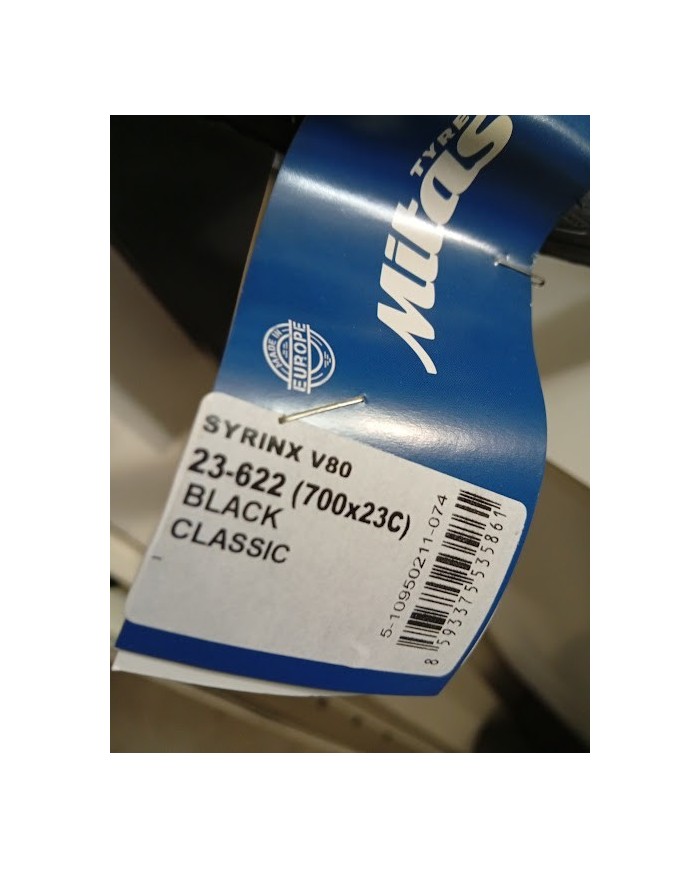 TYRES
Mitas
MADE IN
EUROPE
SYRINX V80
23-622 (700x23C)
BLACK
CLASSIC
5-10950211-074
8 593375 535861